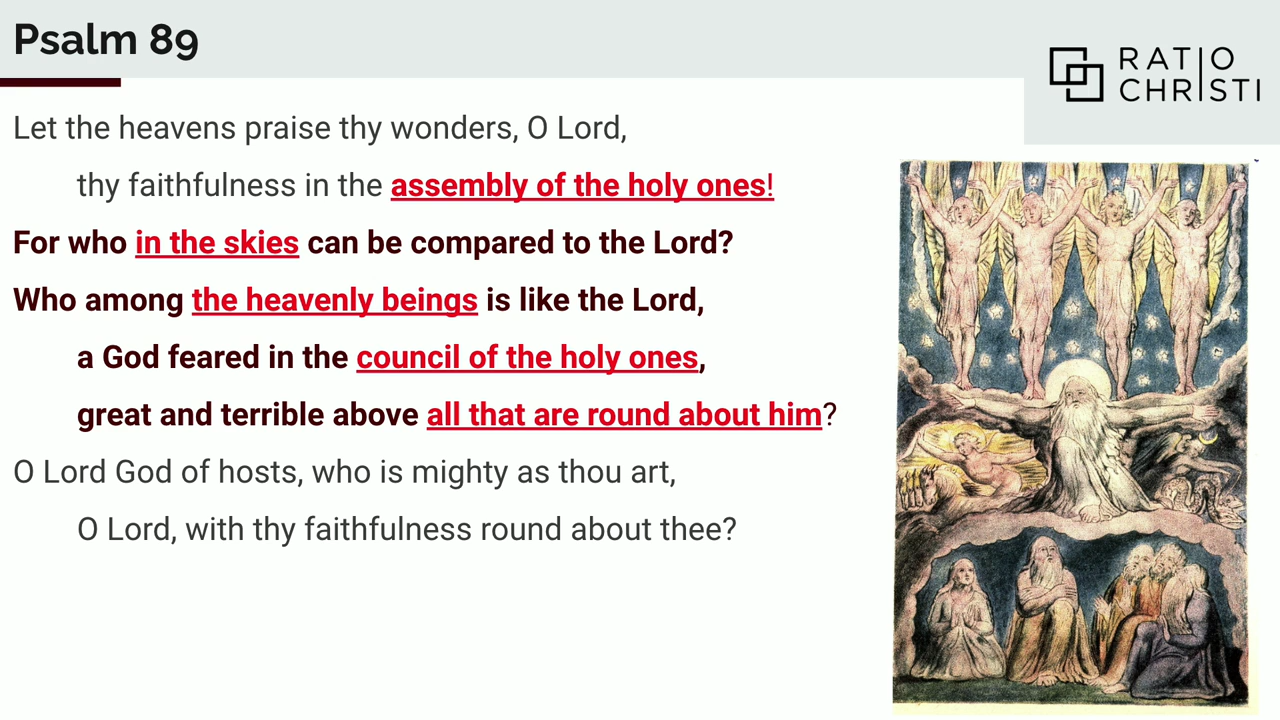 Psalm 89
RATIO
CHRISTI
Let the heavens praise thy wonders, O Lord,
thy faithfulness in the assembly of the holy ones!
For who in the skies can be compared to the Lord?
Who among the heavenly beings is like the Lord,
a God feared in the council of the holy ones,
great and terrible above all that are round about him?
O Lord God of hosts, who is mighty as thou art,
O Lord, with thy faithfulness round about thee?